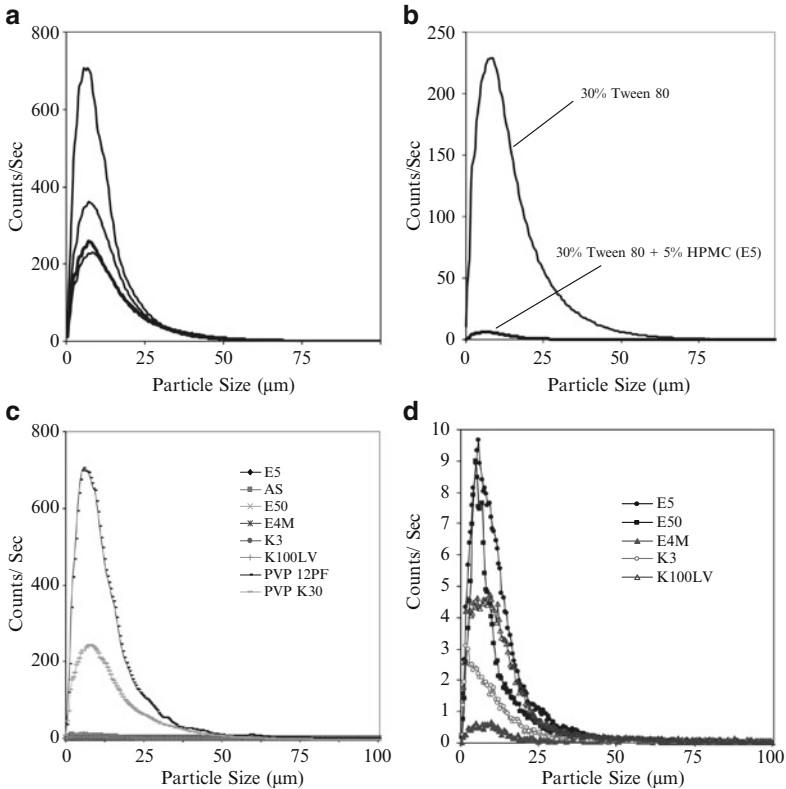 a
800
600
400
200
0
Counts/Sec
0 25 50 75
Particle Size (μm)
b
250
200
150
100
50
0
Counts/Sec
30% Tween 80
30% Tween 80 + 5% HPMC (E5)
0 25 50 75
Particle Size (μm)
c
800
600
400
200
0
Counts/ Sec
E5
AS
E50
E4M
K3
K100LV
PVP 12PF
PVP K30
0 25 50 75 100
Particle Size (μm)
d
10
9
8
7
6
5
4
3
2
1
0
Counts/ Sec
E5
E50
E4M
K3
K100LV
0 25 50 75 100
Particle Size (μm)